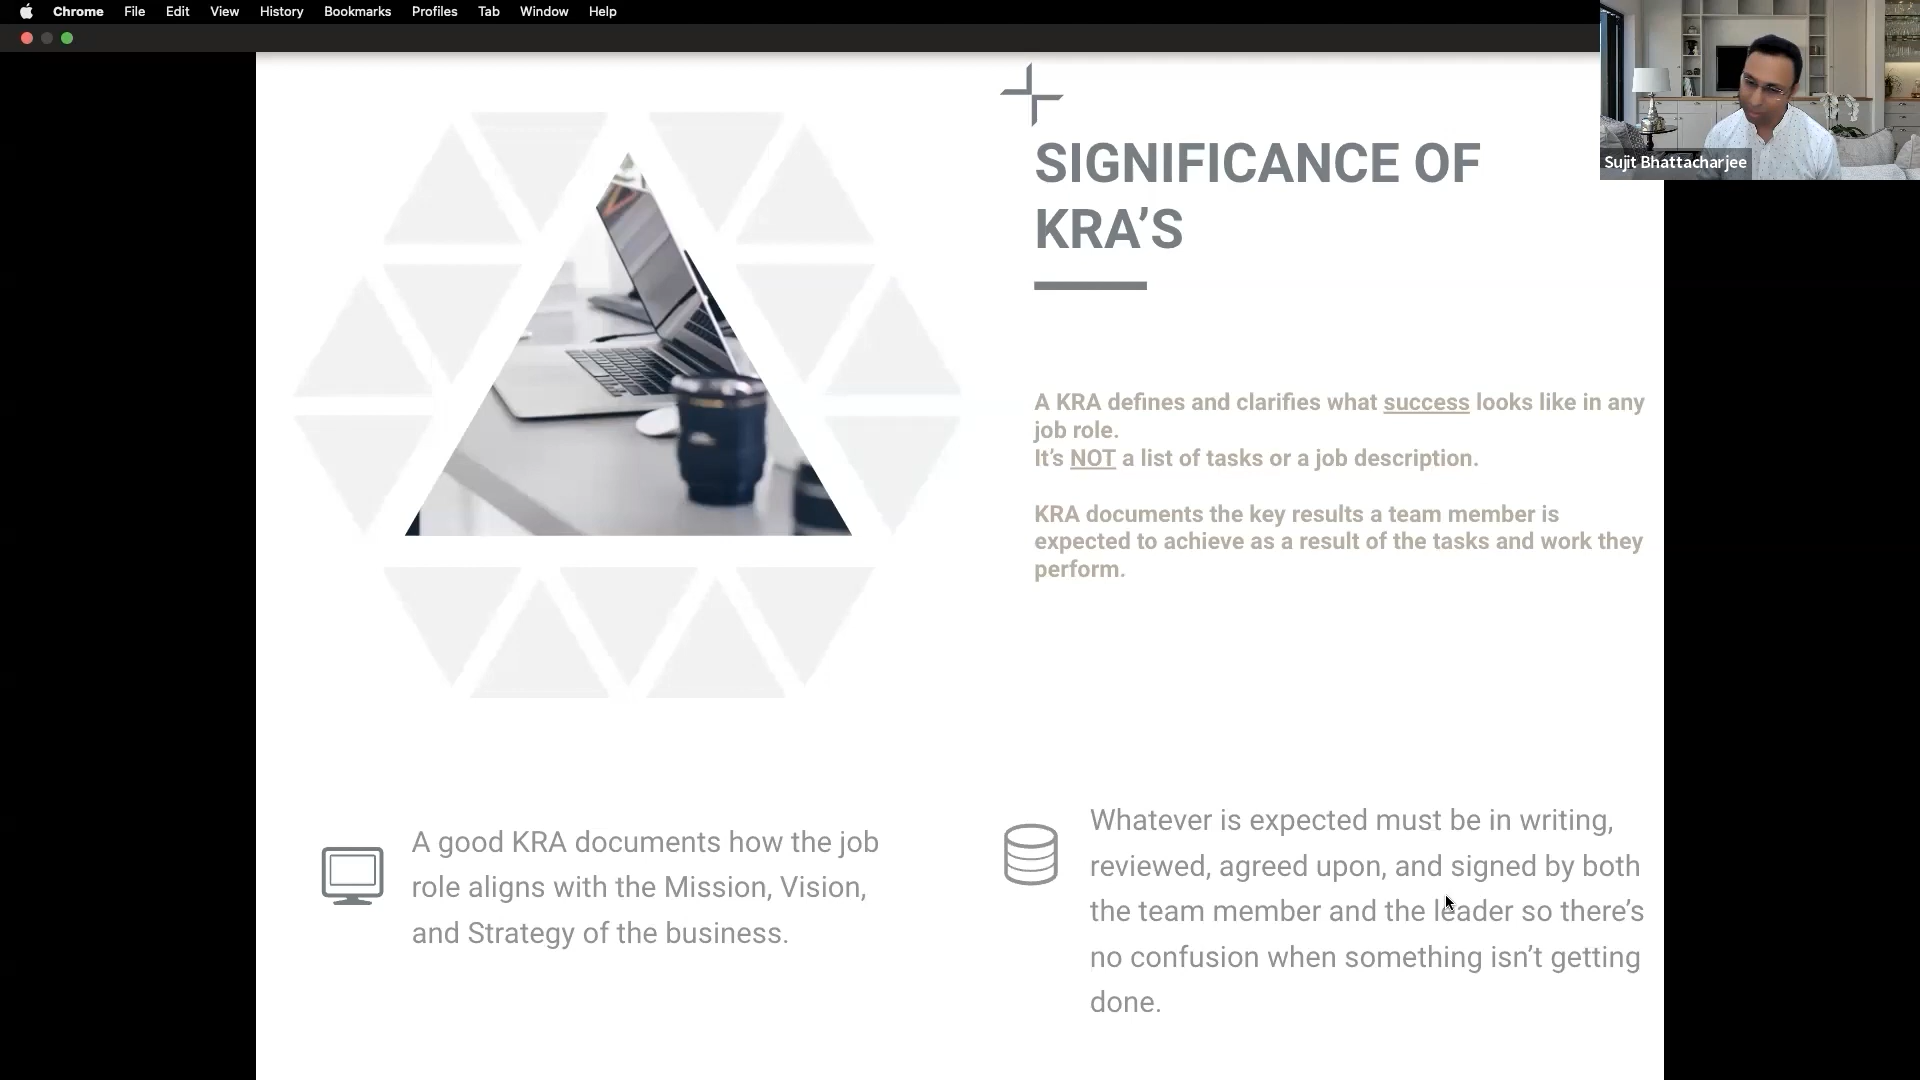 Chrome File Edit View History Bookmarks Profiles Tab Window Help
Sujit Bhattacharjee
SIGNIFICANCE OF
KRA’S
A KRA defines and clarifies what success looks like in any
job role.
It’s NOT a list of tasks or a job description.
KRA documents the key results a team member is
expected to achieve as a result of the tasks and work they
perform.
A good KRA documents how the job
role aligns with the Mission, Vision,
and Strategy of the business.
Whatever is expected must be in writing,
reviewed, agreed upon, and signed by both
the team member and the leader so there’s
no confusion when something isn’t getting
done.